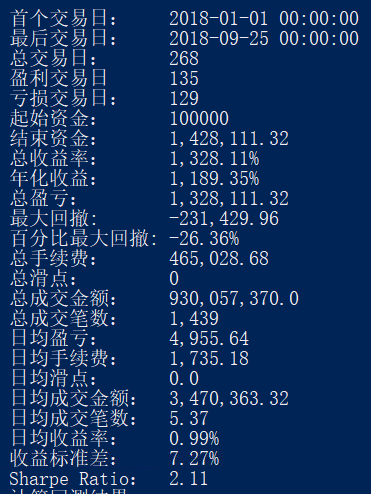 首个交易日： 2018-01-01 00:00:00
最后交易日： 2018-09-25 00:00:00
总交易日： 268
盈利交易日 135
亏损交易日： 129
起始资金： 100000
结束资金： 1,428,111.32
总收益率： 1,328.11%
年化收益： 1,189.35%
总盈亏： 1,328,111.32
最大回撤: -231,429.96
百分比最大回撤: -26.36%
总手续费： 465,028.68
总滑点： 0
总成交金额： 930,057,370.0
总成交笔数： 1,439
日均盈亏： 4,955.64
日均手续费： 1,735.18
日均滑点： 0.0
日均成交金额： 3,470,363.32
日均成交笔数： 5.37
日均收益率： 0.99%
收益标准差： 7.27%
Sharpe Ratio： 2.11